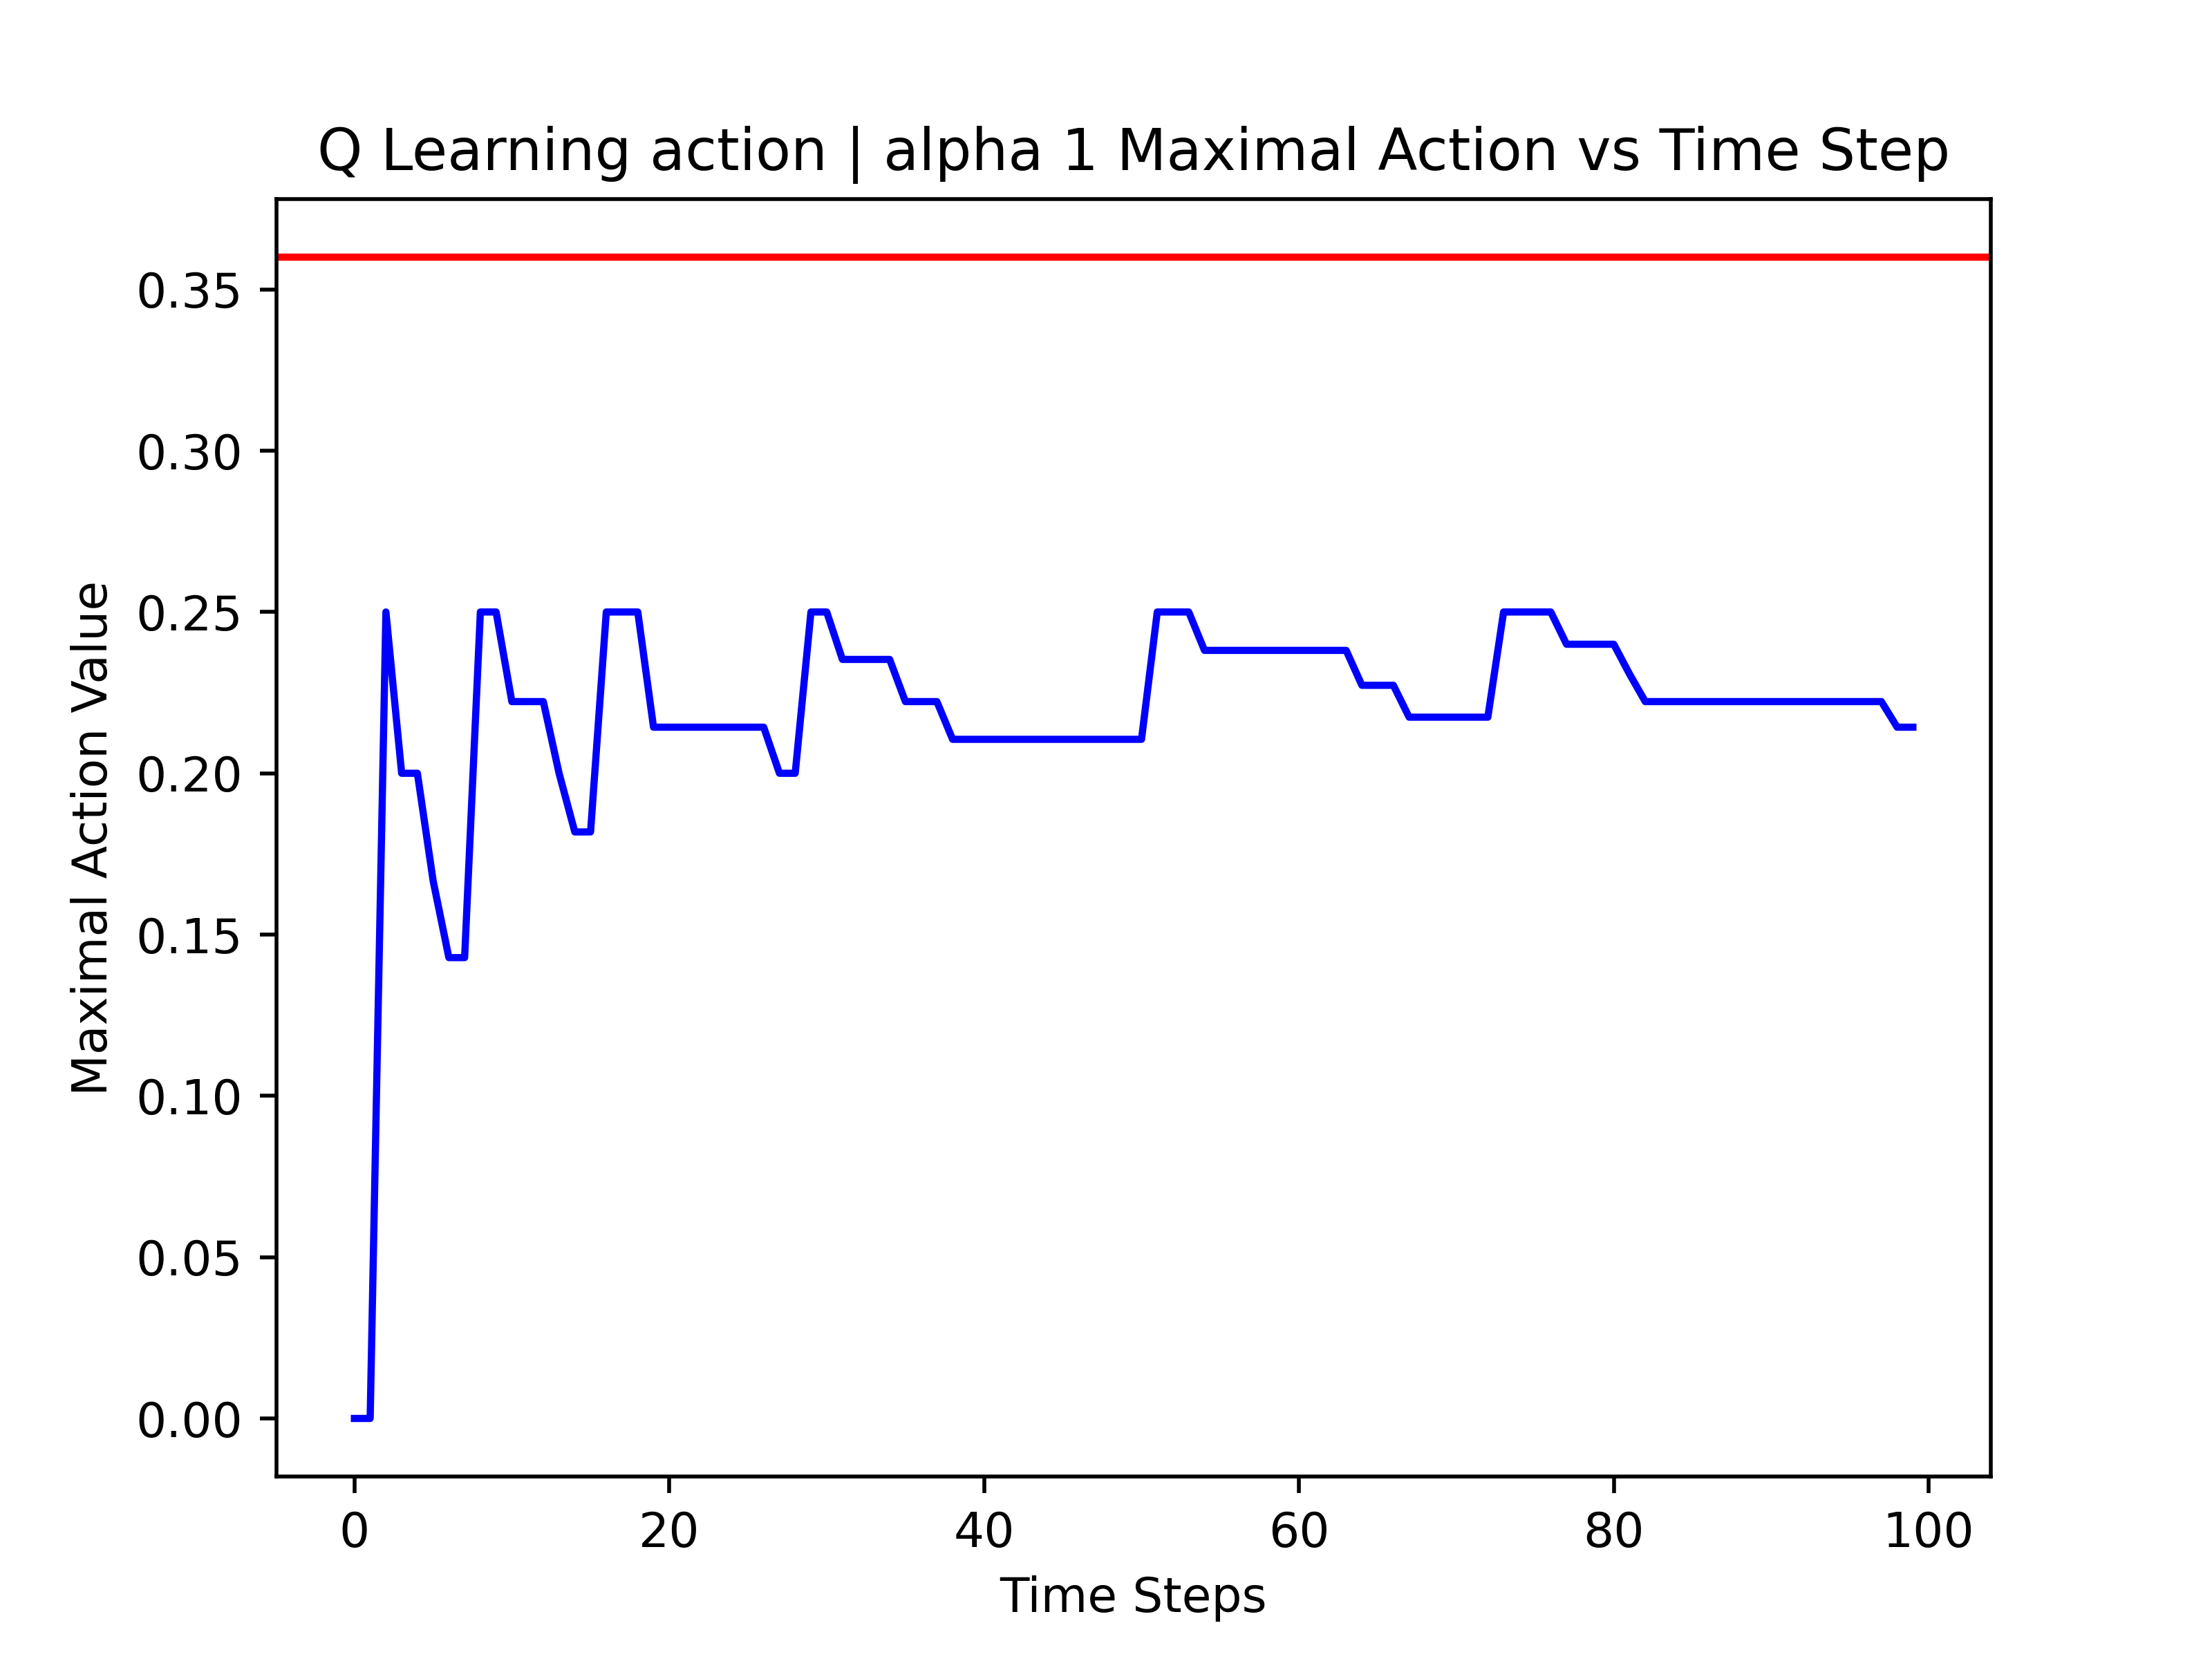 Q Learning action | alpha 1 Maximal Action vs Time Step
0.35
0.30
0.25
0.20
0.15
0.10
0.05
0.00
Maximal Action Value
0 20 40 60 80 100
Time Steps